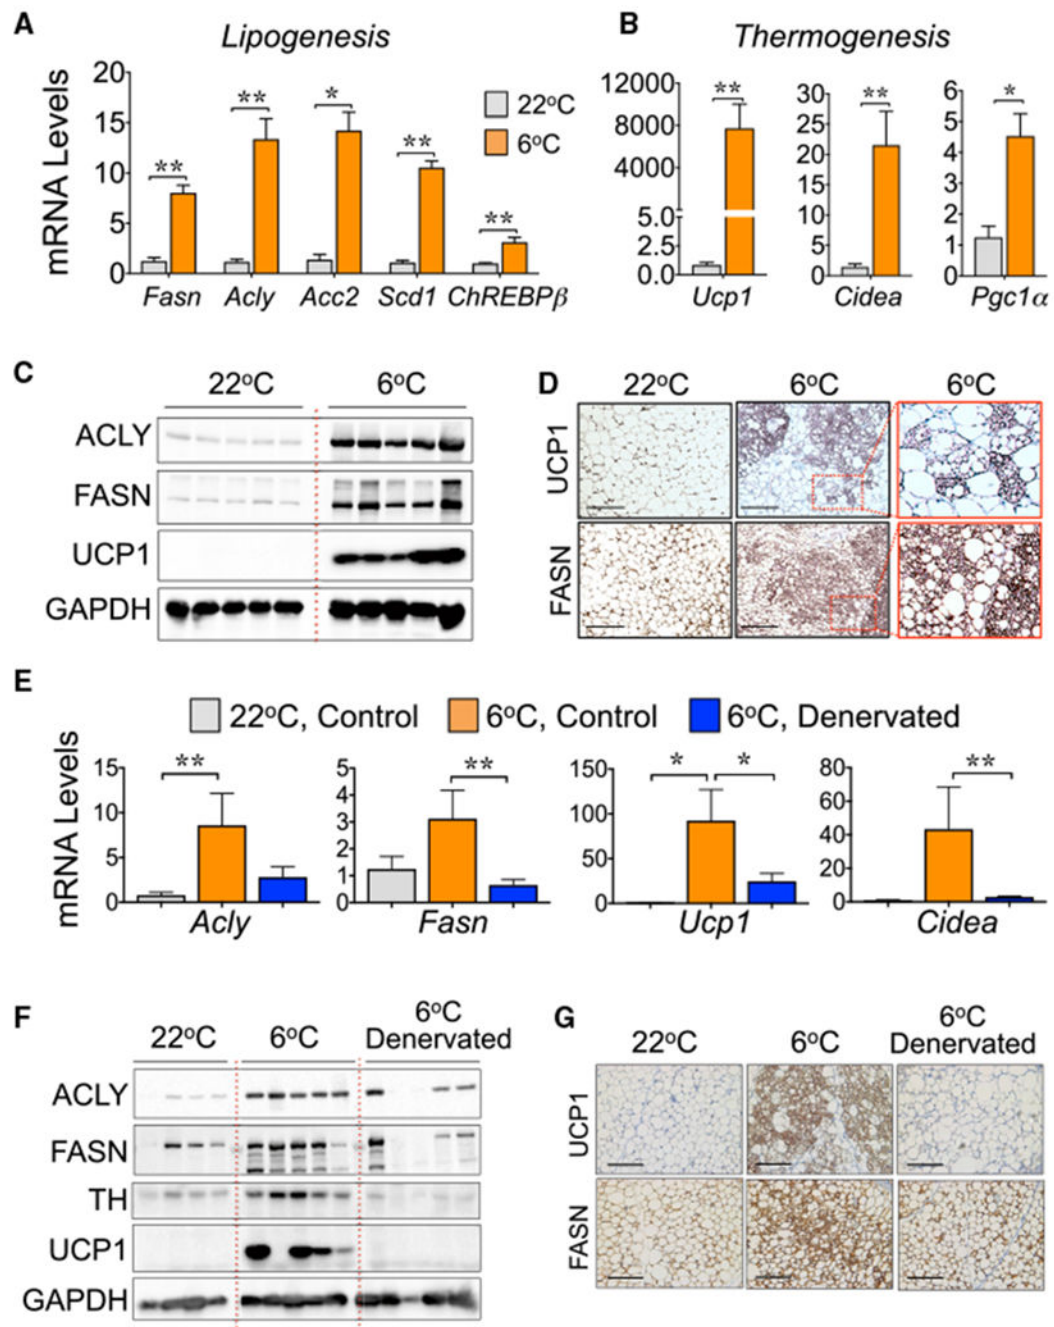 A
Lipogenesis
mRNA Levels
20
15
10
5
0
** ** * ** **
22°C
6°C
Fasn Acly Acc2 Scd1 ChREBPβ
B
Thermogenesis
12000
8000
4000
5.0
2.5
0.0
**
Ucp1
30
25
20
15
10
5
0
**
Cidea
6
5
4
3
2
1
0
*
Pgc1α
C
22°C 6°C
ACLY
FASN
UCP1
GAPDH
D
22°C 6°C 6°C
UCP1
FASN
E
22°C, Control 6°C, Control 6°C, Denervated
mRNA Levels
15
10
5
0
**
Acly
5
4
3
2
1
0
**
Fasn
150
100
50
0
* *
Ucp1
80
60
40
20
0
**
Cidea
F
22°C 6°C 6°C
Denervated
ACLY
FASN
TH
UCP1
GAPDH
G
22°C 6°C 6°C
Denervated
UCP1
FASN